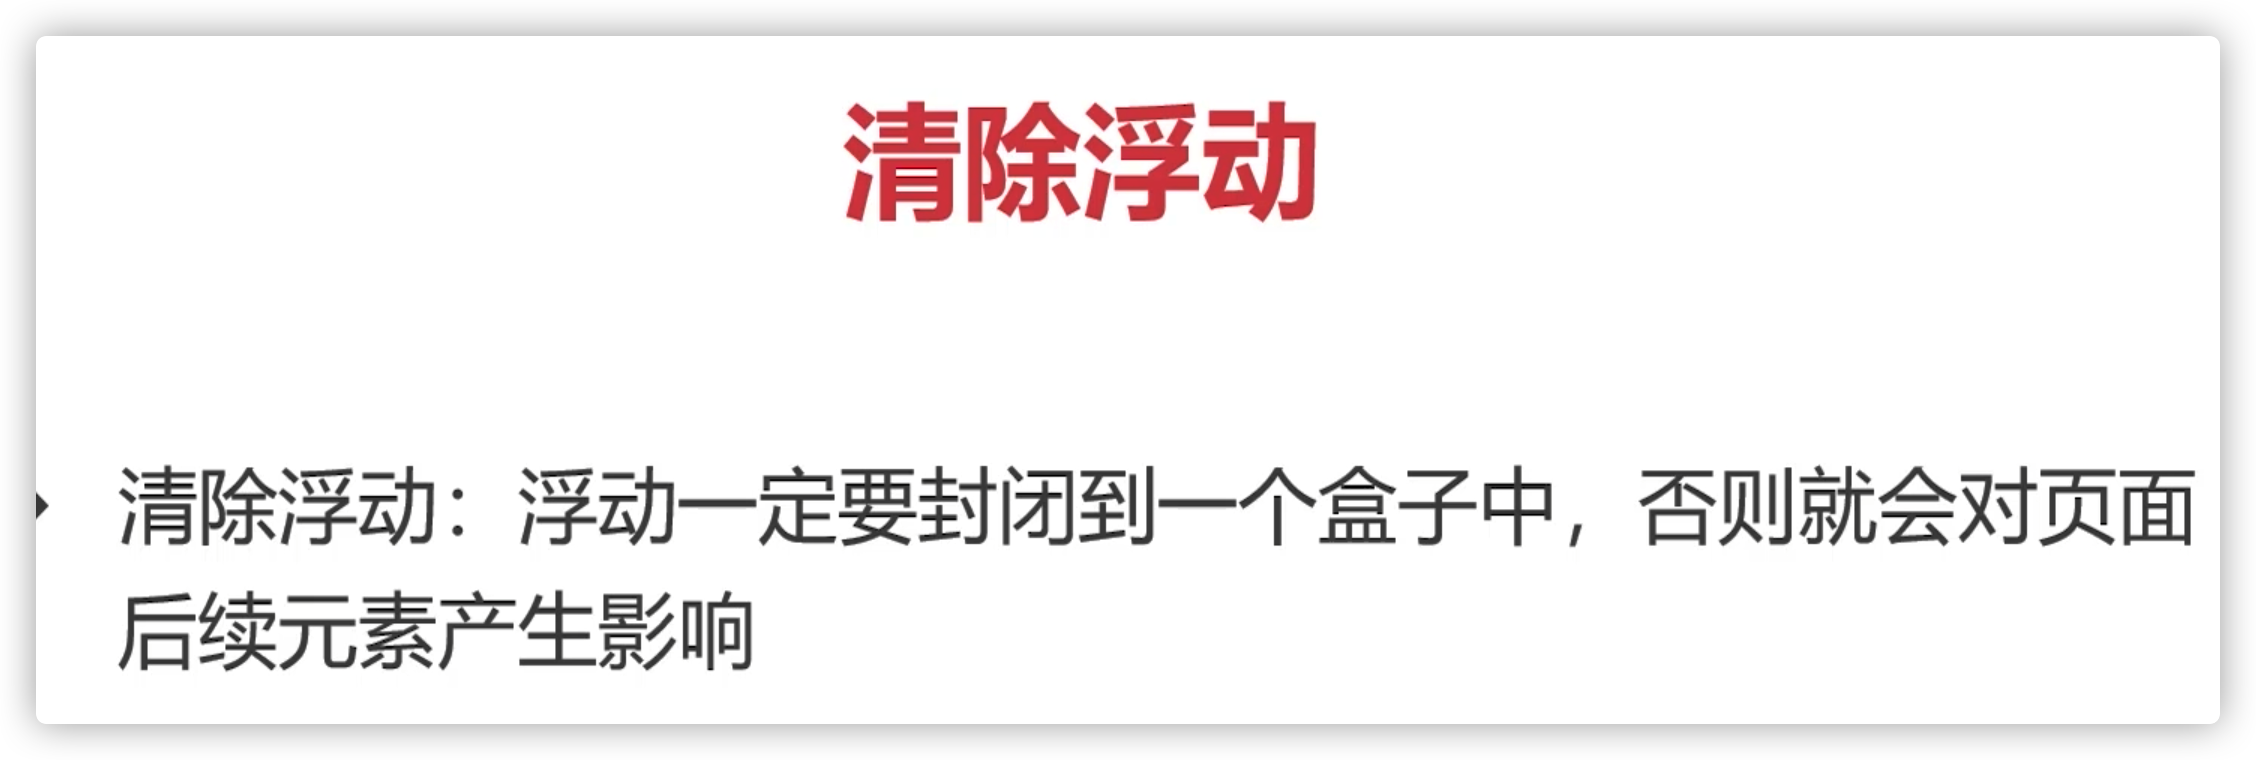 清除浮动
清除浮动：浮动一定要封闭到一个盒子中，否则就会对页面
后续元素产生影响